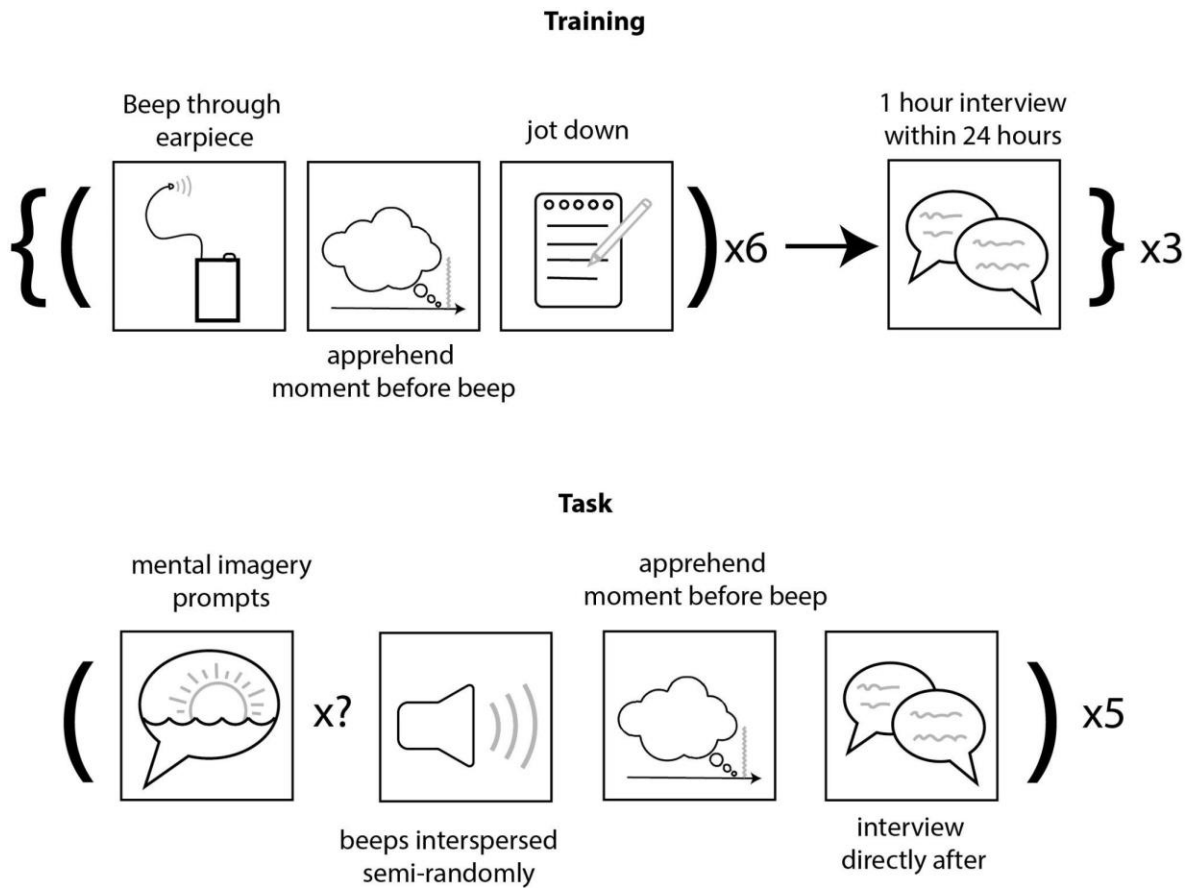 Training
Beep through
earpiece
jot down
1 hour interview
within 24 hours
{ (
) x6
} x3
apprehend
moment before beep
Task
mental imagery
prompts
apprehend
moment before beep
(
x?
) x5
beeps interspersed
semi-randomly
interview
directly after